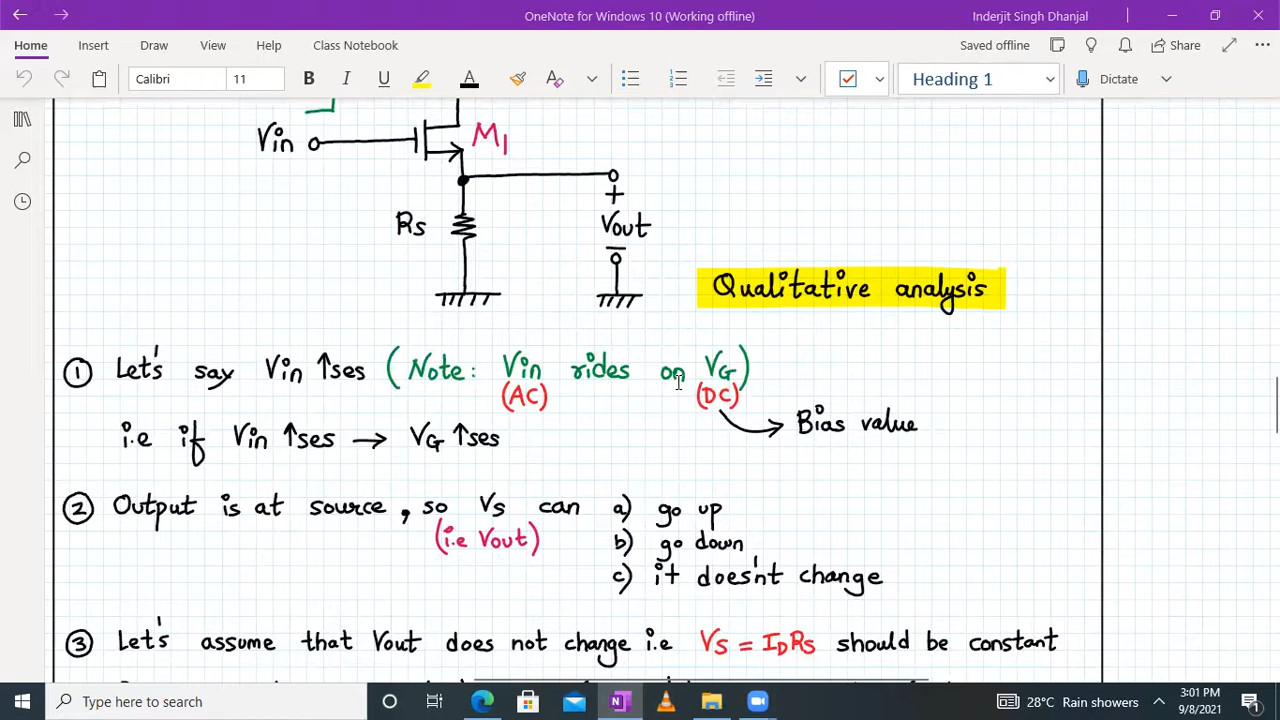 OneNote for Windows 10 (Working offline)
Inderjit Singh Dhanjal
Home Insert Draw View Help Class Notebook
Saved offline
Share
Calibri 11 B I U A A Heading 1 Dictate
Vin M1
Rs + Vout −
Qualitative analysis
① Let's say Vin ↑ses (Note: Vin rides on VG)
(AC) (DC)
i.e if Vin ↑ses → VG ↑ses
Bias value
② Output is at source, so Vs can a) go up
(i.e Vout) b) go down
c) it does'nt change
③ Let's assume that Vout does not change i.e Vs = IDRs should be constant
Type here to search
28°C Rain showers
3:01 PM
9/8/2021
1